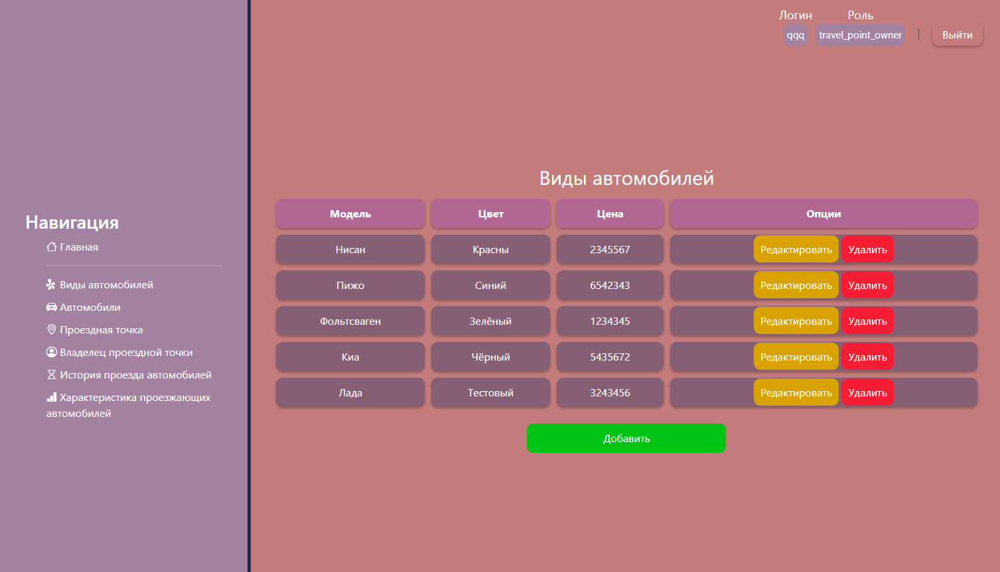 Логин Роль
qqq travel_point_owner | Выйти
Навигация
Главная
Виды автомобилей
Автомобили
Проездная точка
Владелец проездной точки
История проезда автомобилей
Характеристика проезжающих
автомобилей
Виды автомобилей
Модель Цвет Цена Опции
Нисан Красны 2345567 Редактировать Удалить
Пижо Синий 6542343 Редактировать Удалить
Фольтсваген Зелёный 1234345 Редактировать Удалить
Киа Чёрный 5435672 Редактировать Удалить
Лада Тестовый 3243456 Редактировать Удалить
Добавить